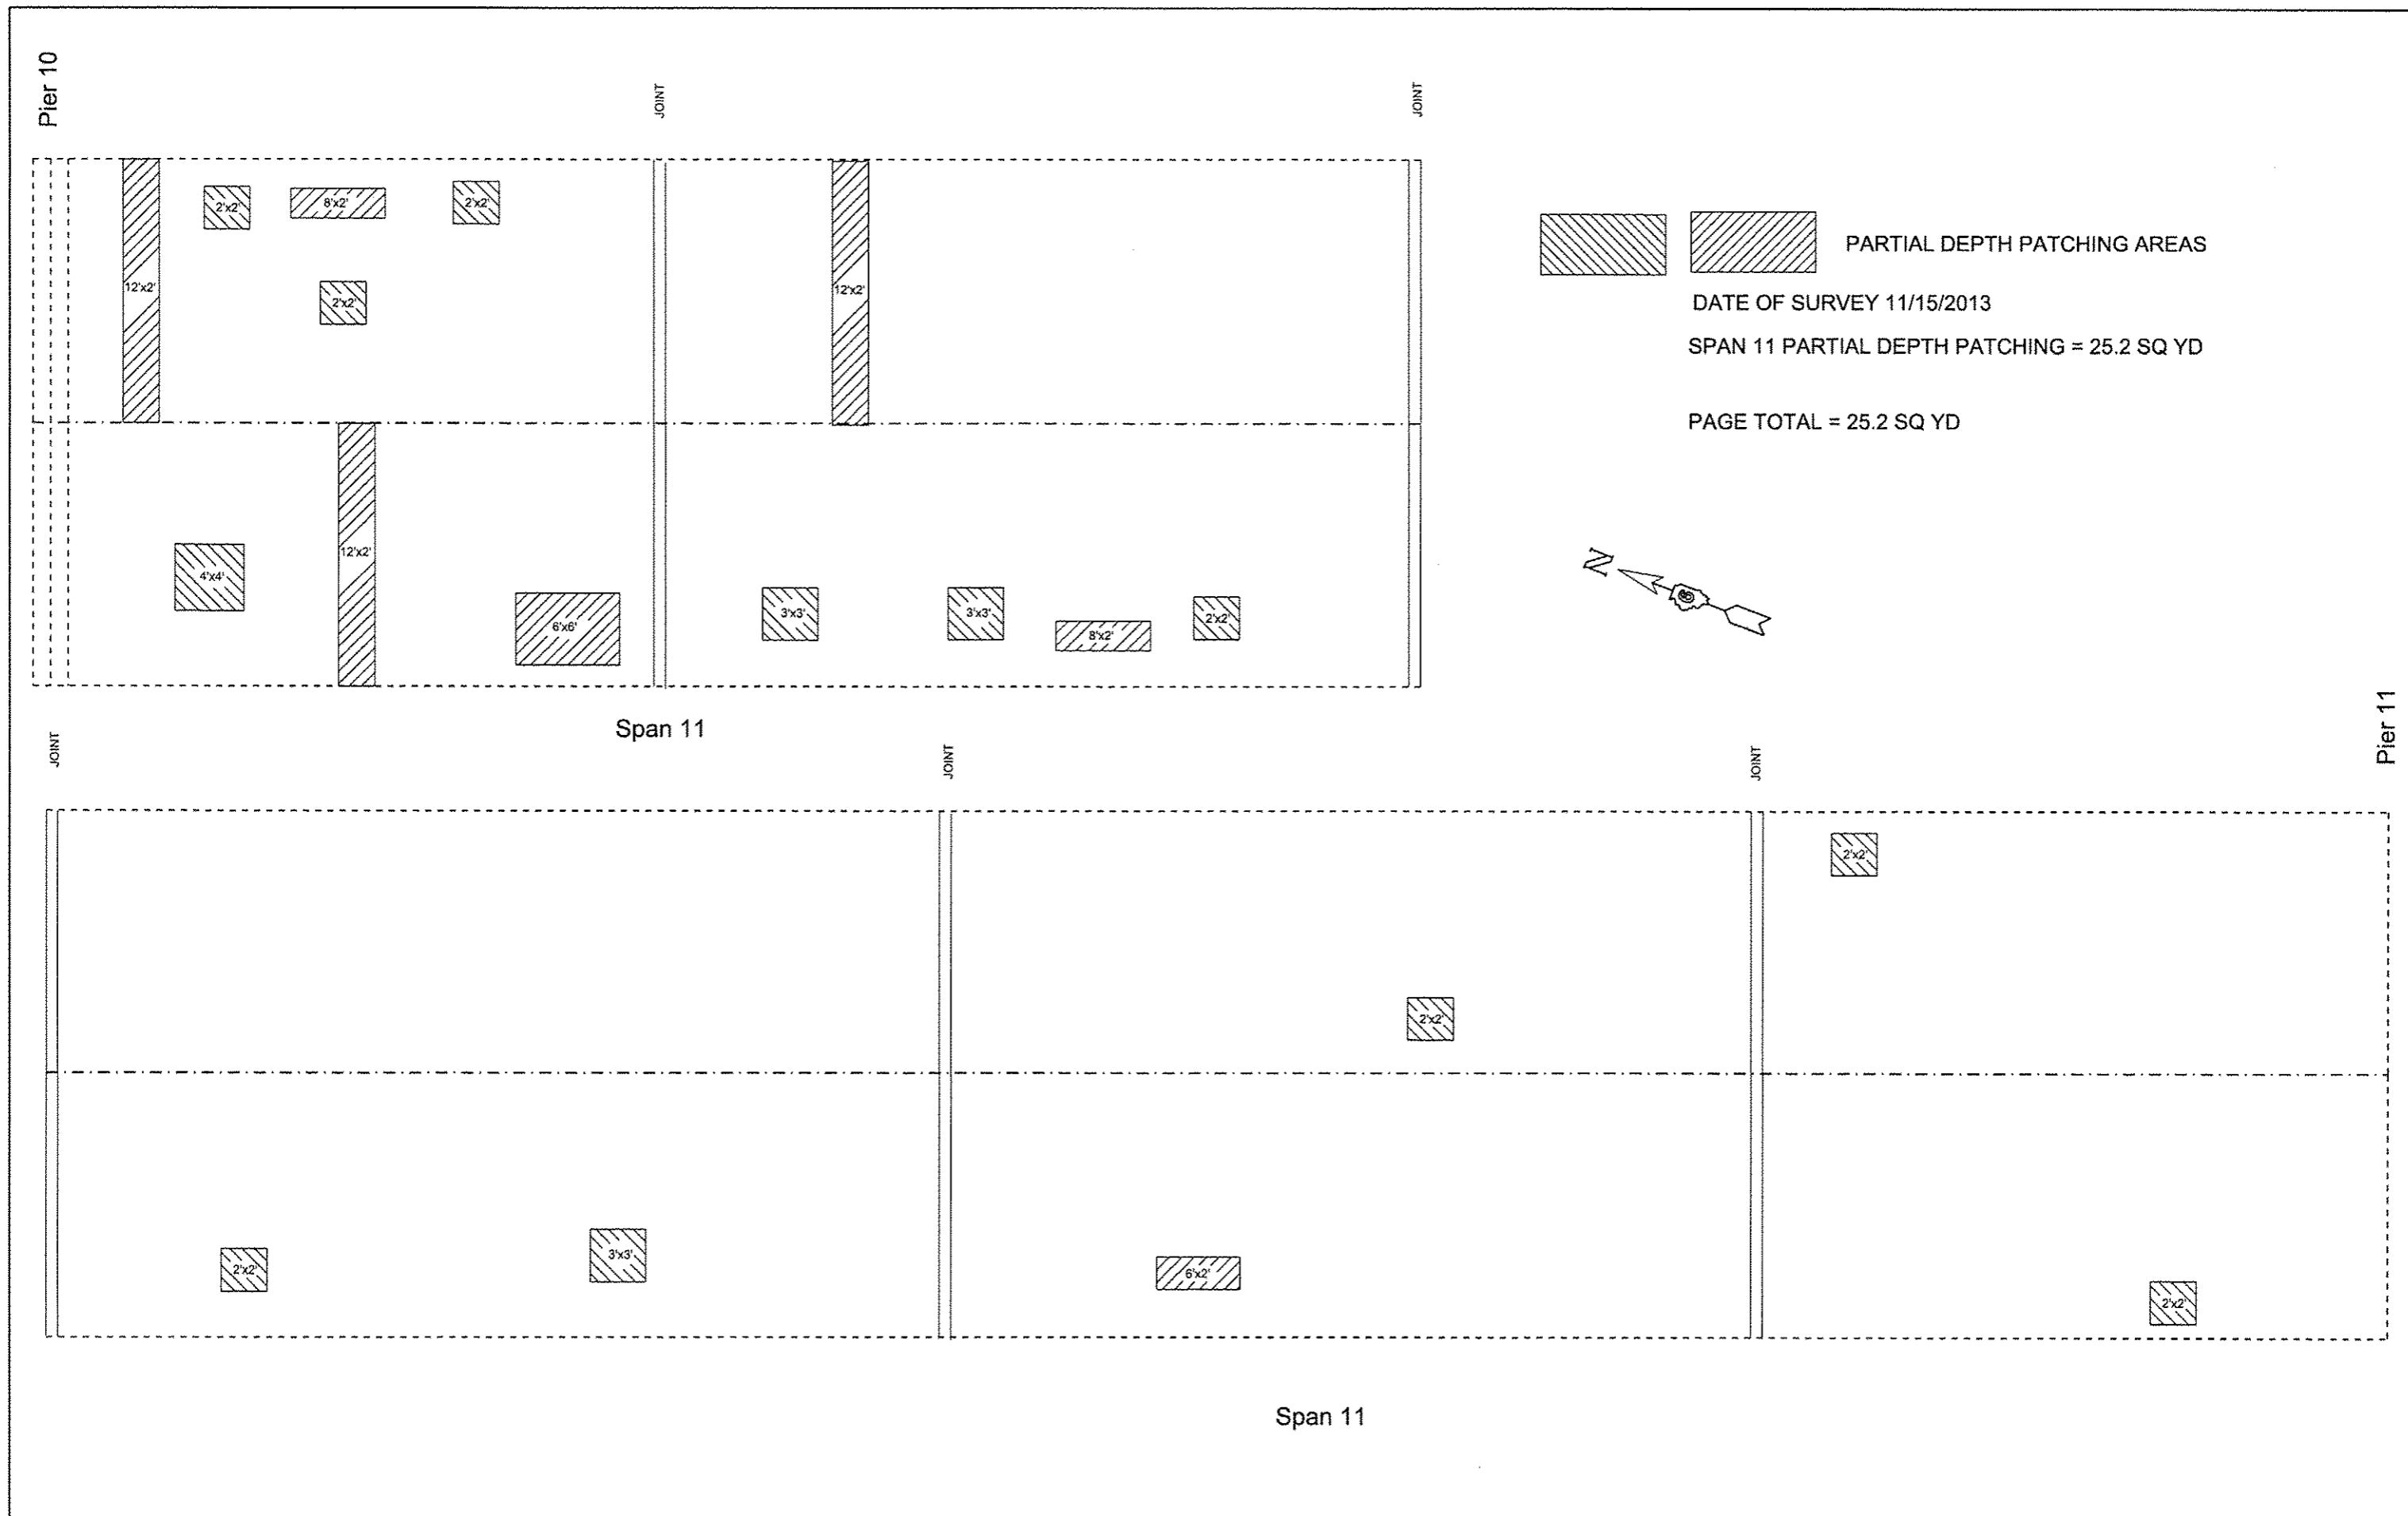 Pier 10
JOINT
JOINT
2'x2'
8'x2'
2'x2'
12'x2'
2'x2'
12'x2'
PARTIAL DEPTH PATCHING AREAS
DATE OF SURVEY 11/15/2013
SPAN 11 PARTIAL DEPTH PATCHING = 25.2 SQ YD
PAGE TOTAL = 25.2 SQ YD
4'x4'
12'x2'
6'x6'
3'x3'
3'x3'
8'x2'
2'x2'
N
6
Span 11
Pier 11
JOINT
JOINT
JOINT
2'x2'
2'x2'
2'x2'
3'x3'
6'x2'
2'x2'
Span 11